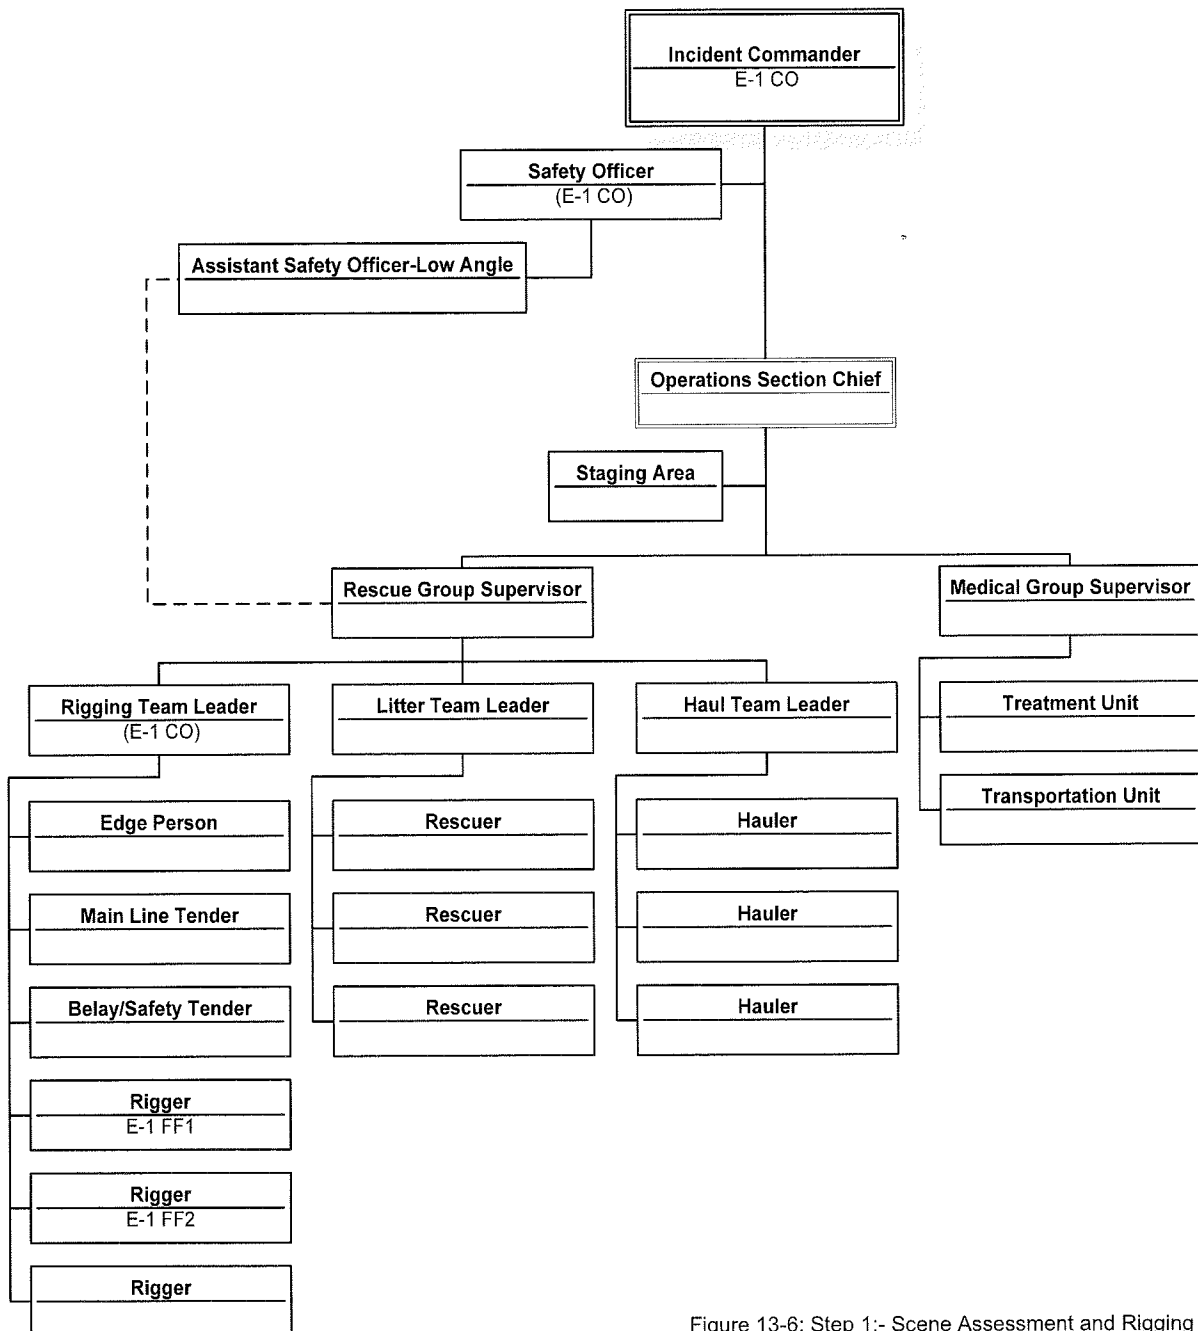 Incident Commander
E-1 CO
Safety Officer
(E-1 CO)
Assistant Safety Officer-Low Angle
Operations Section Chief
Staging Area
Rescue Group Supervisor
Medical Group Supervisor
Rigging Team Leader
(E-1 CO)
Litter Team Leader
Haul Team Leader
Treatment Unit
Transportation Unit
Edge Person
Rescuer
Hauler
Main Line Tender
Rescuer
Hauler
Belay/Safety Tender
Rescuer
Hauler
Rigger
E-1 FF1
Rigger
E-1 FF2
Rigger
Figure 13-6: Step 1:- Scene Assessment and Rigging